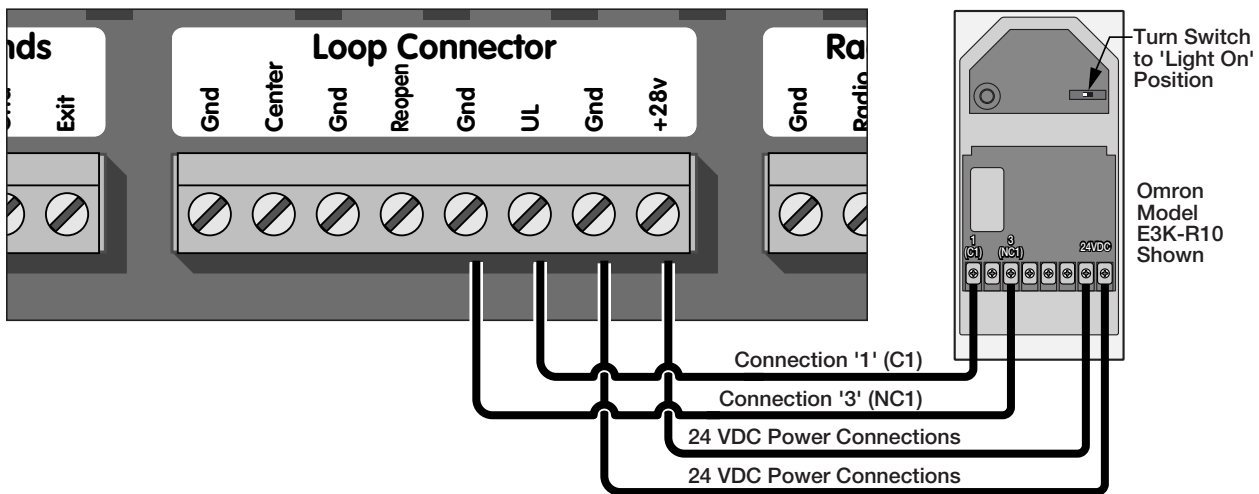 Loop Connector
Exit
Gnd
Center
Gnd
Reopen
Gnd
UL
Gnd
+28v
Gnd
Radio
Turn Switch
to 'Light On'
Position
Omron
Model
E3K-R10
Shown
1
(C1)
3
(NC1)
24VDC
Connection '1' (C1)
Connection '3' (NC1)
24 VDC Power Connections
24 VDC Power Connections